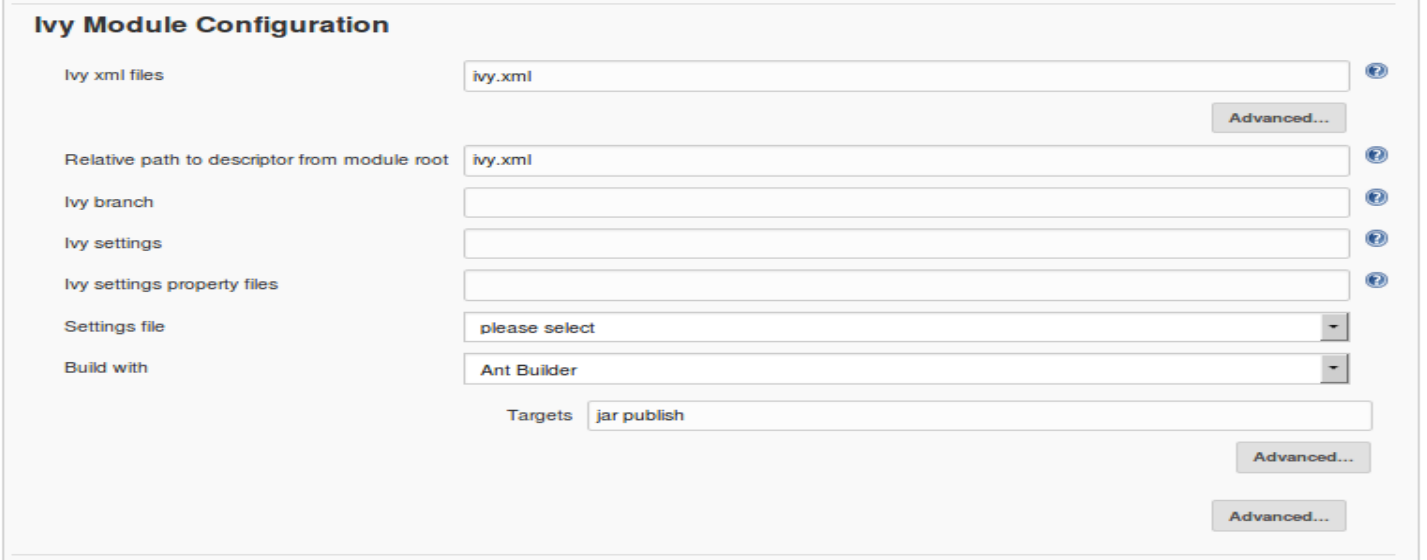 Ivy Module Configuration
Ivy xml files ivy.xml
Advanced...
Relative path to descriptor from module root ivy.xml
Ivy branch
Ivy settings
Ivy settings property files
Settings file please select
Build with Ant Builder
Targets jar publish
Advanced...
Advanced...